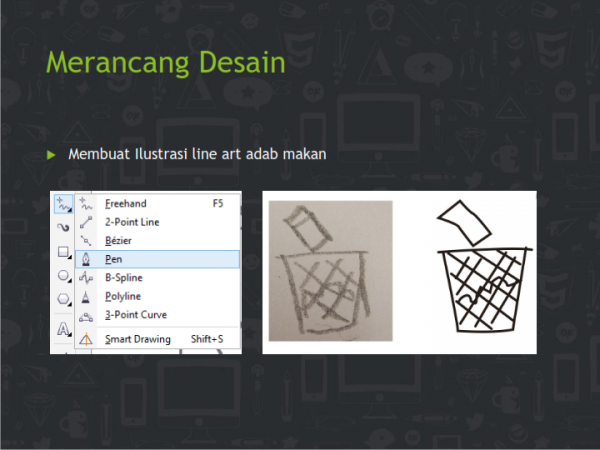 Merancang Desain
Membuat Ilustrasi line art adab makan
Freehand F5
2-Point Line
Bézier
Pen
B-Spline
Polyline
3-Point Curve
Smart Drawing Shift+S